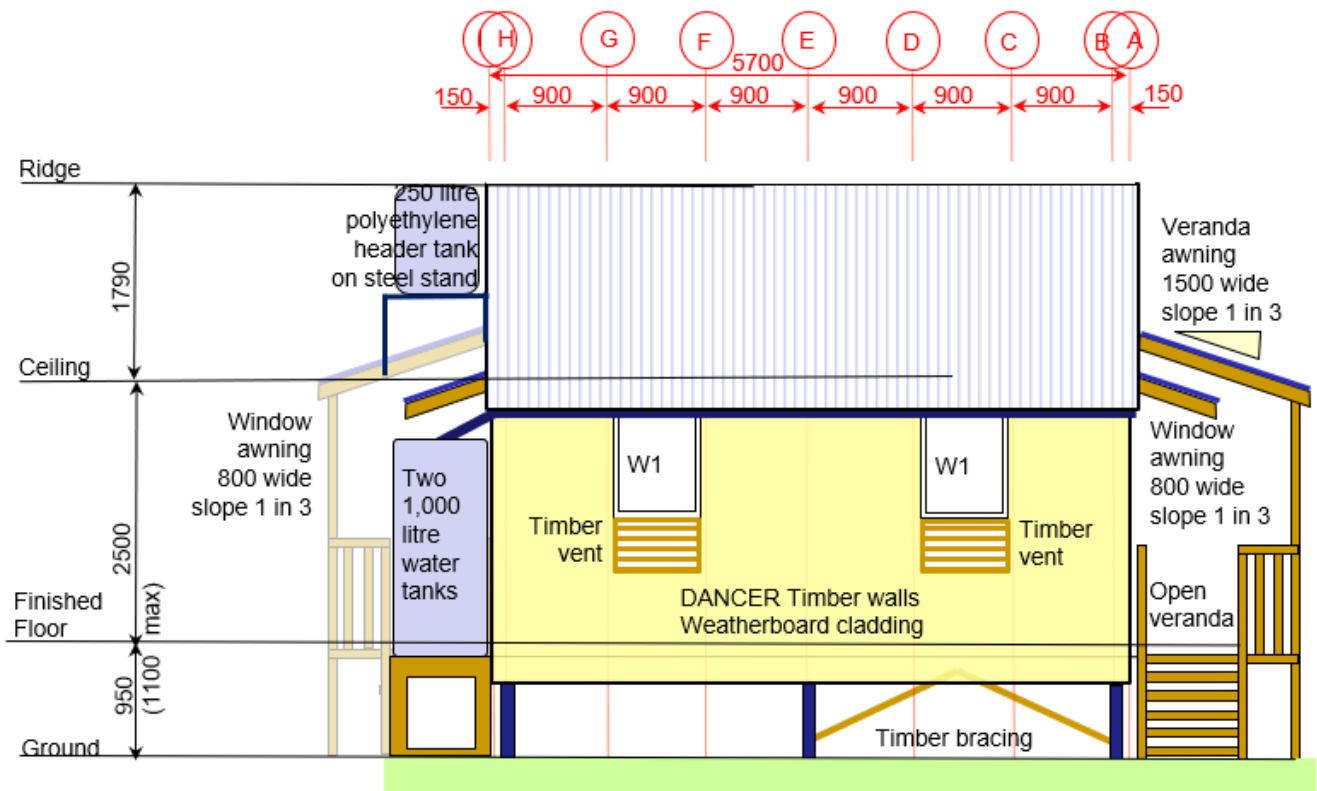 I H G F E D C B A
5700
150 900 900 900 900 900 900 150
Ridge
250 litre
polyethylene
header tank
on steel stand
1790
Veranda
awning
1500 wide
slope 1 in 3
Ceiling
Window
awning
800 wide
slope 1 in 3
Two
1,000
litre
water
tanks
W1
W1
Timber
vent
Timber
vent
Window
awning
800 wide
slope 1 in 3
2500
Finished
Floor
DANCER Timber walls
Weatherboard cladding
Open
veranda
950
(1100 max)
Ground
Timber bracing